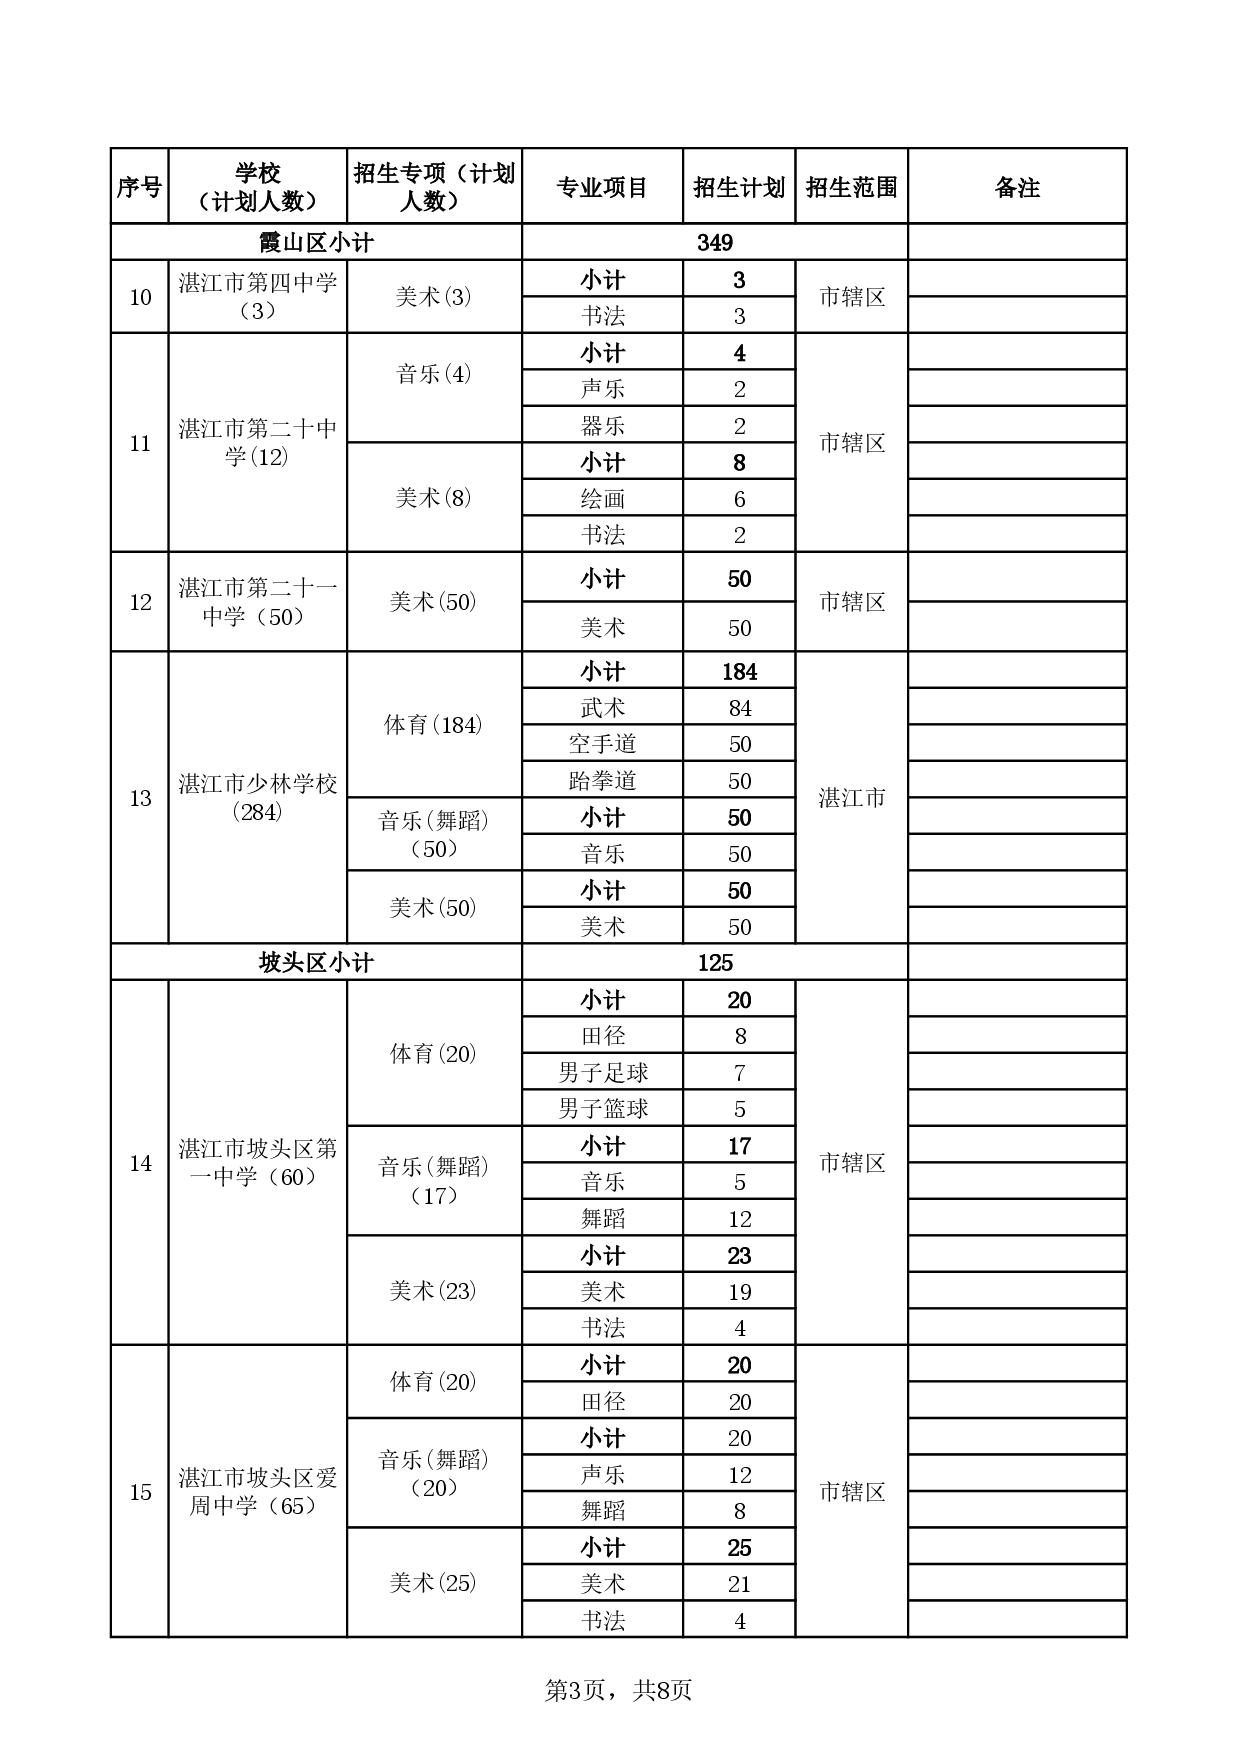 序号 学校（计划人数） 招生专项（计划人数） 专业项目 招生计划 招生范围 备注
霞山区小计 349
10 湛江市第四中学（3） 美术(3) 小计 3 市辖区
书法 3
11 湛江市第二十中学(12) 音乐(4) 小计 4 市辖区
声乐 2
器乐 2
美术(8) 小计 8
绘画 6
书法 2
12 湛江市第二十一中学（50） 美术(50) 小计 50 市辖区
美术 50
13 湛江市少林学校(284) 体育(184) 小计 184 湛江市
武术 84
空手道 50
跆拳道 50
音乐(舞蹈)（50） 小计 50
音乐 50
美术(50) 小计 50
美术 50
坡头区小计 125
14 湛江市坡头区第一中学（60） 体育(20) 小计 20 市辖区
田径 8
男子足球 7
男子篮球 5
音乐(舞蹈)（17） 小计 17
音乐 5
舞蹈 12
美术(23) 小计 23
美术 19
书法 4
15 湛江市坡头区爱周中学（65） 体育(20) 小计 20 市辖区
田径 20
音乐(舞蹈)（20） 小计 20
声乐 12
舞蹈 8
美术(25) 小计 25
美术 21
书法 4
第3页，共8页